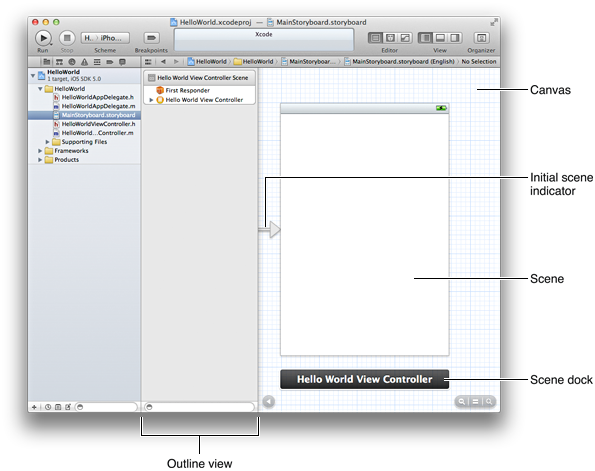 HelloWorld.xcodeproj — MainStoryboard.storyboard
Run
Stop
H... iPho...
Scheme
Breakpoints
Xcode
Editor
View
Organizer
HelloWorld
HelloWorld
MainStoryboar...
MainStoryboard.storyboard (English)
No Selection
HelloWorld
1 target, iOS SDK 5.0
HelloWorld
HelloWorldAppDelegate.h
HelloWorldAppDelegate.m
MainStoryboard.storyboard
HelloWorldViewController.h
HelloWorld...Controller.m
Supporting Files
Frameworks
Products
Hello World View Controller Scene
First Responder
Hello World View Controller
Canvas
Initial scene
indicator
Scene
Hello World View Controller
Scene dock
Outline view